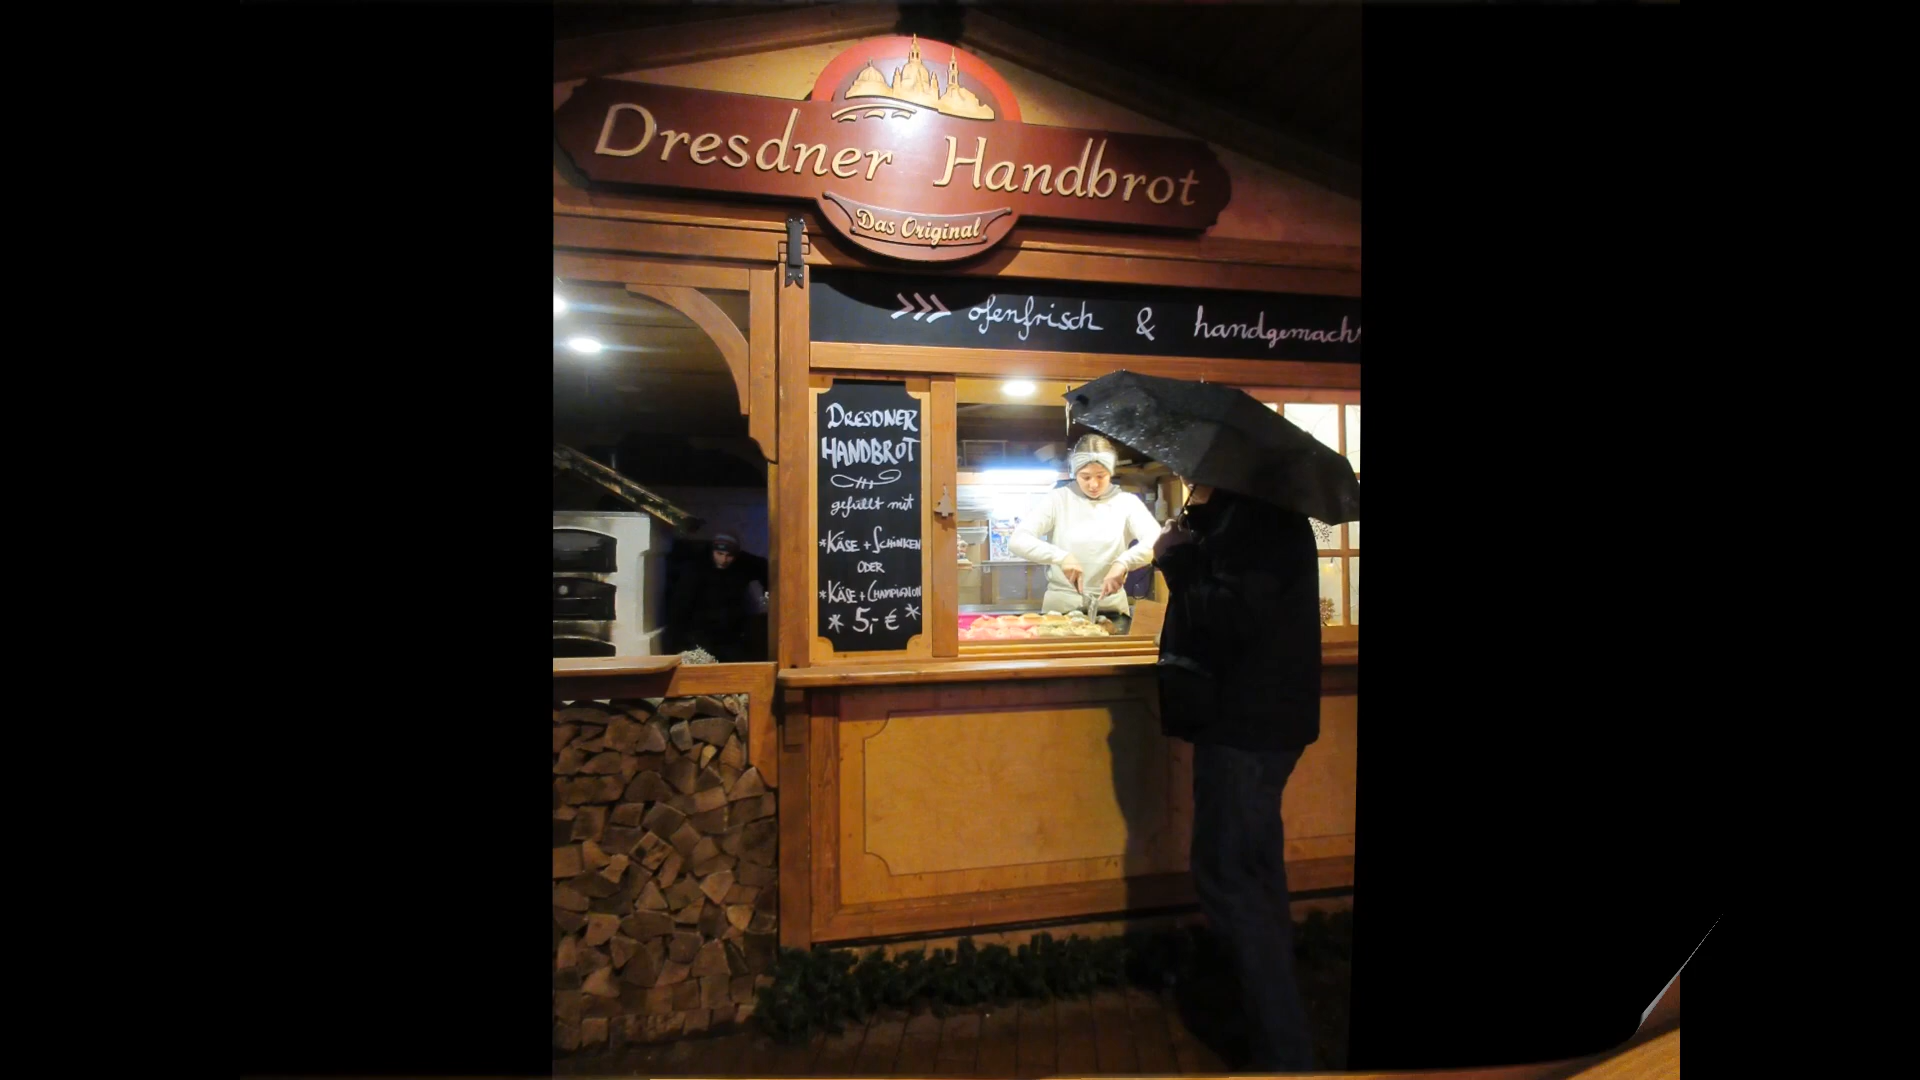 Dresdner Handbrot
Das Original
>>> ofenfrisch & handgemacht
DRESDNER
HANDBROT
gefüllt mit
*KÄSE + SCHINKEN
ODER
*KÄSE + CHAMPIGNON
* 5,- € *